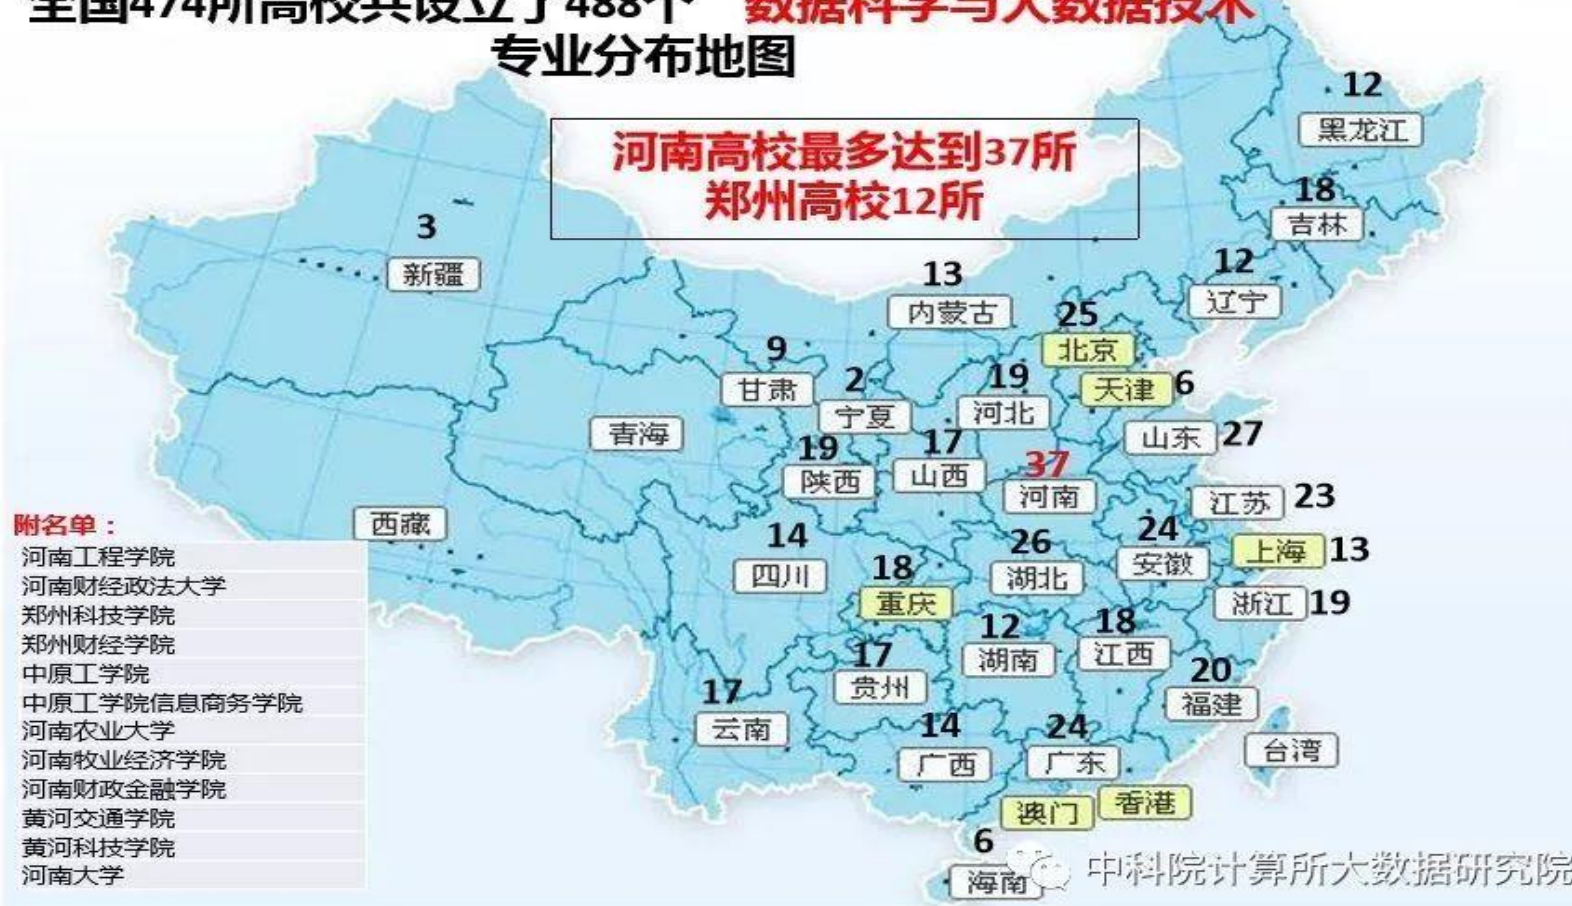 全国474所高校共设立了488个 数据科学与大数据技术
专业分布地图
河南高校最多达到37所
郑州高校12所
12
黑龙江
18
吉林
12
辽宁
3
新疆
13
内蒙古
25
北京
9
甘肃
2
宁夏
19
河北
天津 6
青海
19
陕西
17
山西
37
河南
山东 27
西藏
14
四川
18
重庆
26
湖北
24
安徽
江苏 23
上海 13
浙江 19
12
湖南
18
江西
17
贵州
20
福建
17
云南
14
广西
24
广东
台湾
澳门
香港
6
海南
附名单：
河南工程学院
河南财经政法大学
郑州科技学院
郑州财经学院
中原工学院
中原工学院信息商务学院
河南农业大学
河南牧业经济学院
河南财政金融学院
黄河交通学院
黄河科技学院
河南大学
中科院计算所大数据研究院